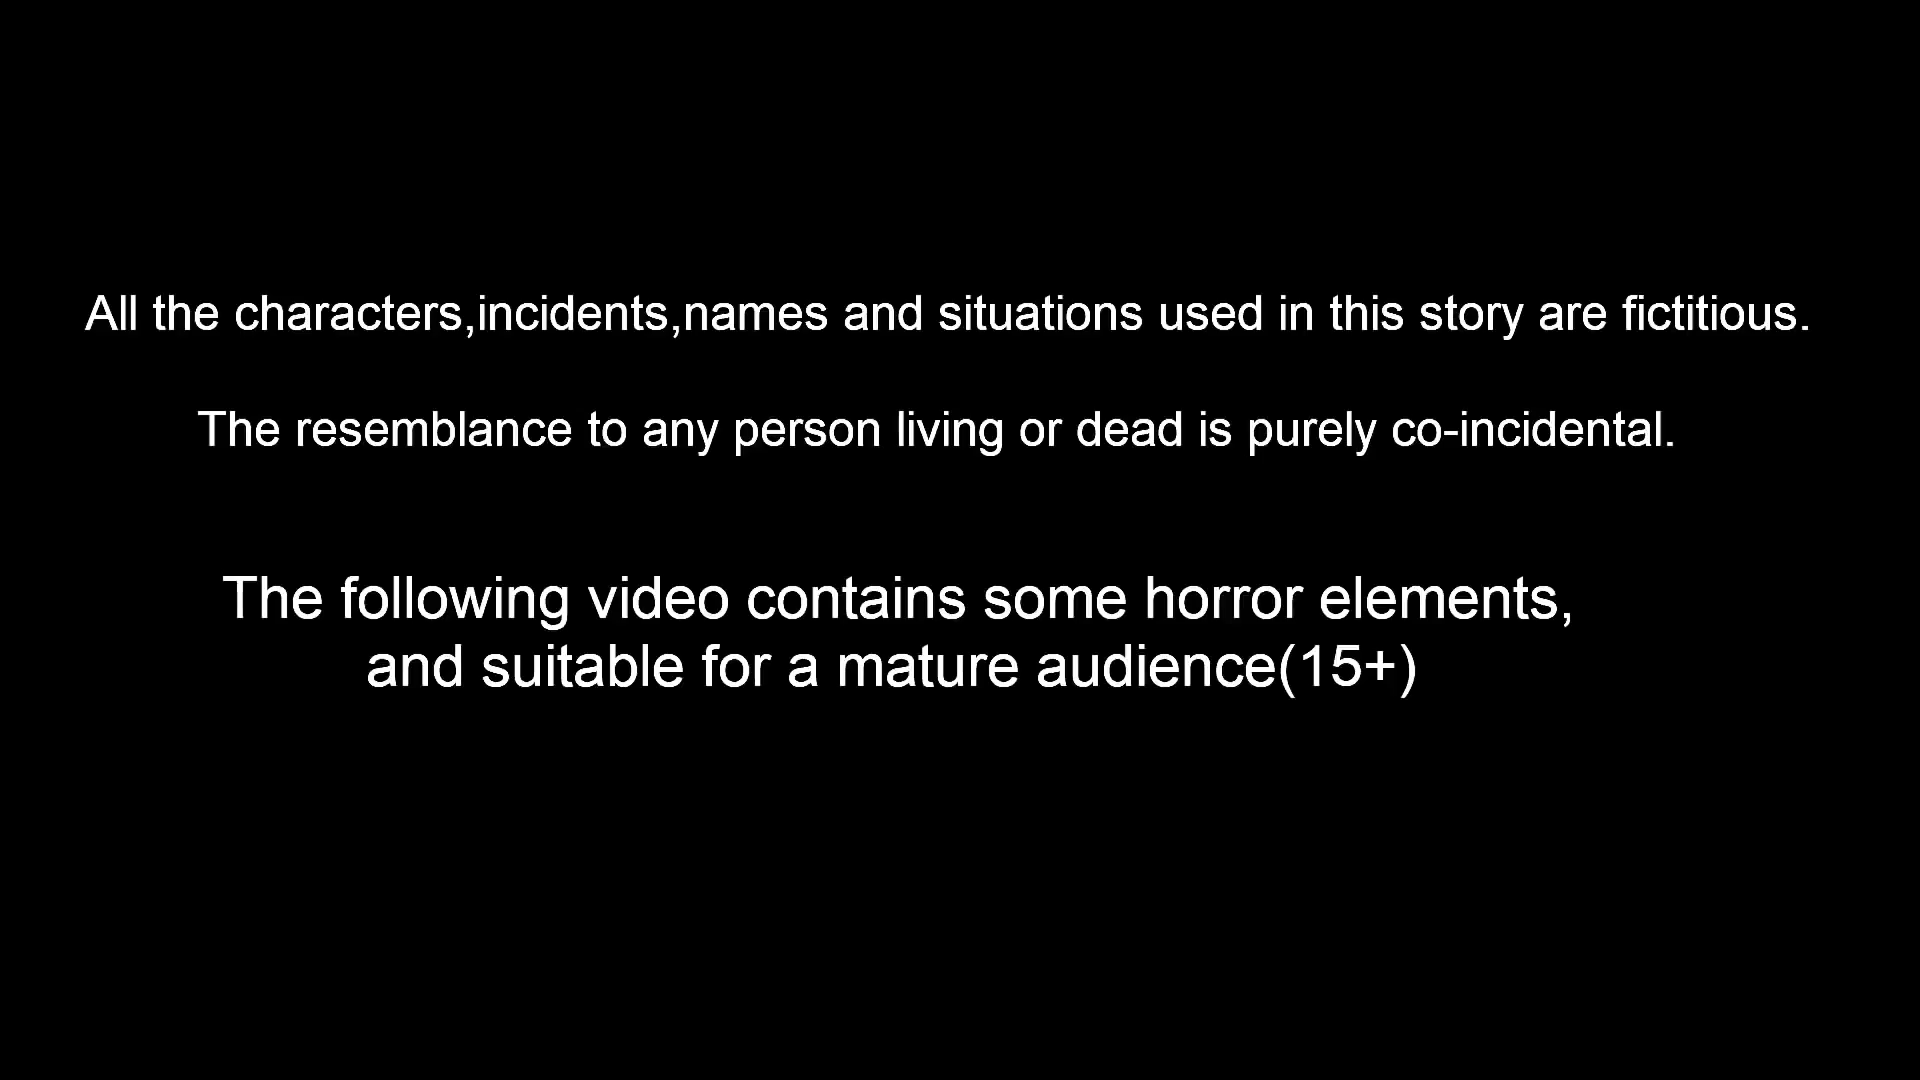 All the characters,incidents,names and situations used in this story are fictitious.
The resemblance to any person living or dead is purely co-incidental.
The following video contains some horror elements,
and suitable for a mature audience(15+)